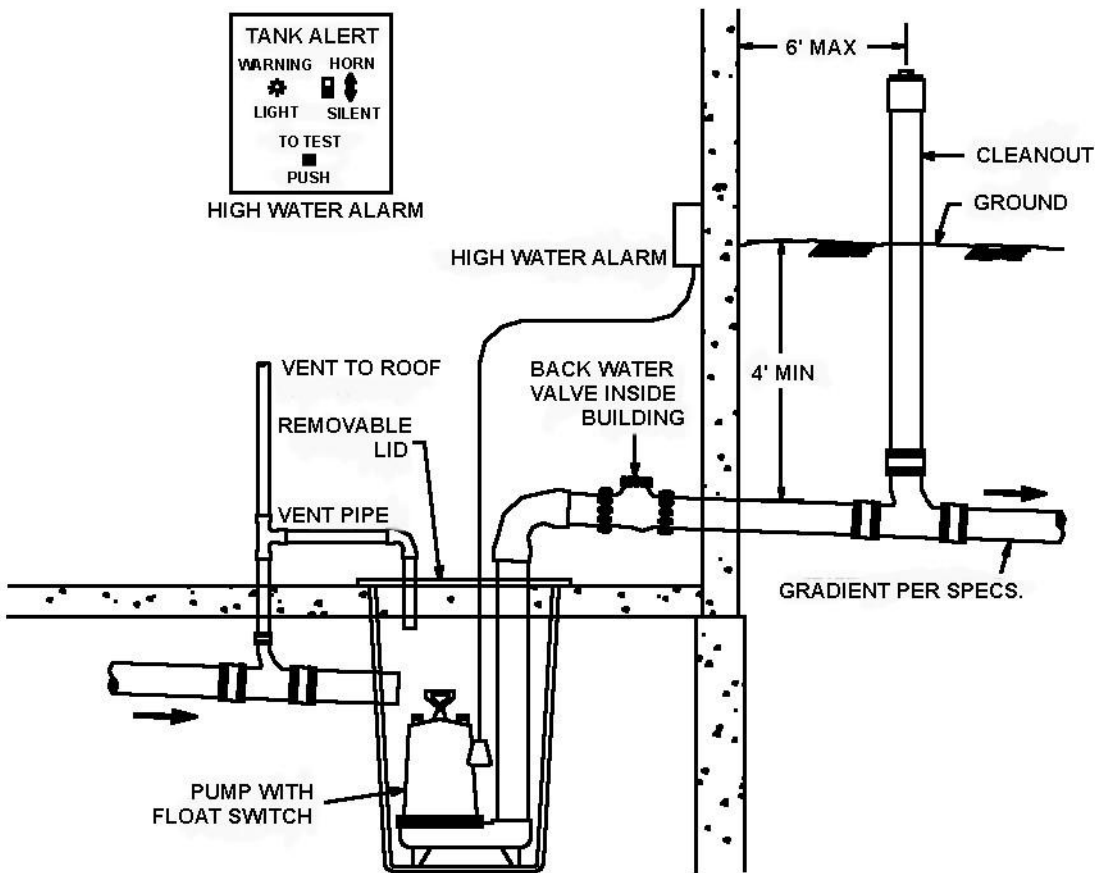 TANK ALERT
WARNING HORN
LIGHT SILENT
TO TEST
PUSH
HIGH WATER ALARM
6' MAX
CLEANOUT
GROUND
HIGH WATER ALARM
4' MIN
BACK WATER
VALVE INSIDE
BUILDING
VENT TO ROOF
REMOVABLE
LID
VENT PIPE
GRADIENT PER SPECS.
PUMP WITH
FLOAT SWITCH